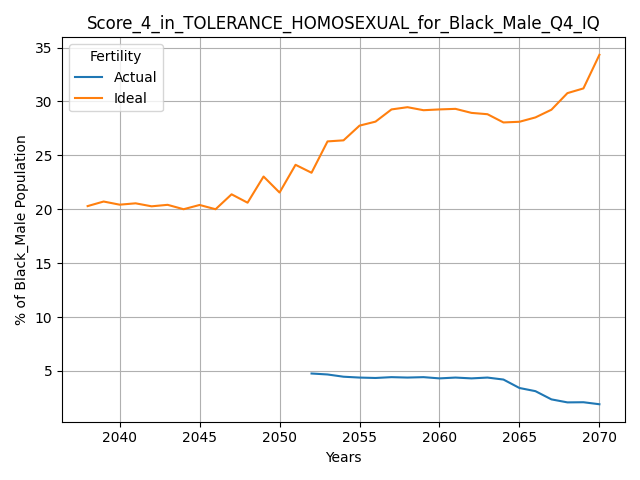 Score_4_in_TOLERANCE_HOMOSEXUAL_for_Black_Male_Q4_IQ
Fertility
Actual
Ideal
% of Black_Male Population
35
30
25
20
15
10
5
2040 2045 2050 2055 2060 2065 2070
Years